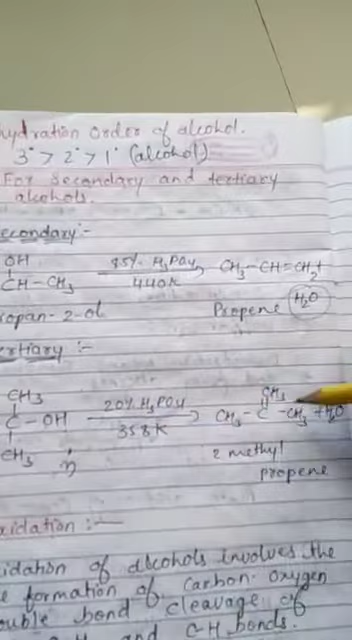 hydration order of alcohol.
3° > 2° > 1° (alcohol)
For Secondary and tertiary
alcohols.
econdary:-
OH
CH-CH3 85% H3PO4 440K CH3-CH=CH2+
ropan-2-ol Propene H2O
ertiary :-
CH3 CH3
C-OH 20% H3PO4 358K CH3-C-CH3 + H2O
CH3
2 methyl
propene
xidation :-
idation of alcohols involves the
e formation of Carbon-oxygen
ouble bond cleavage of
and C-H bonds.